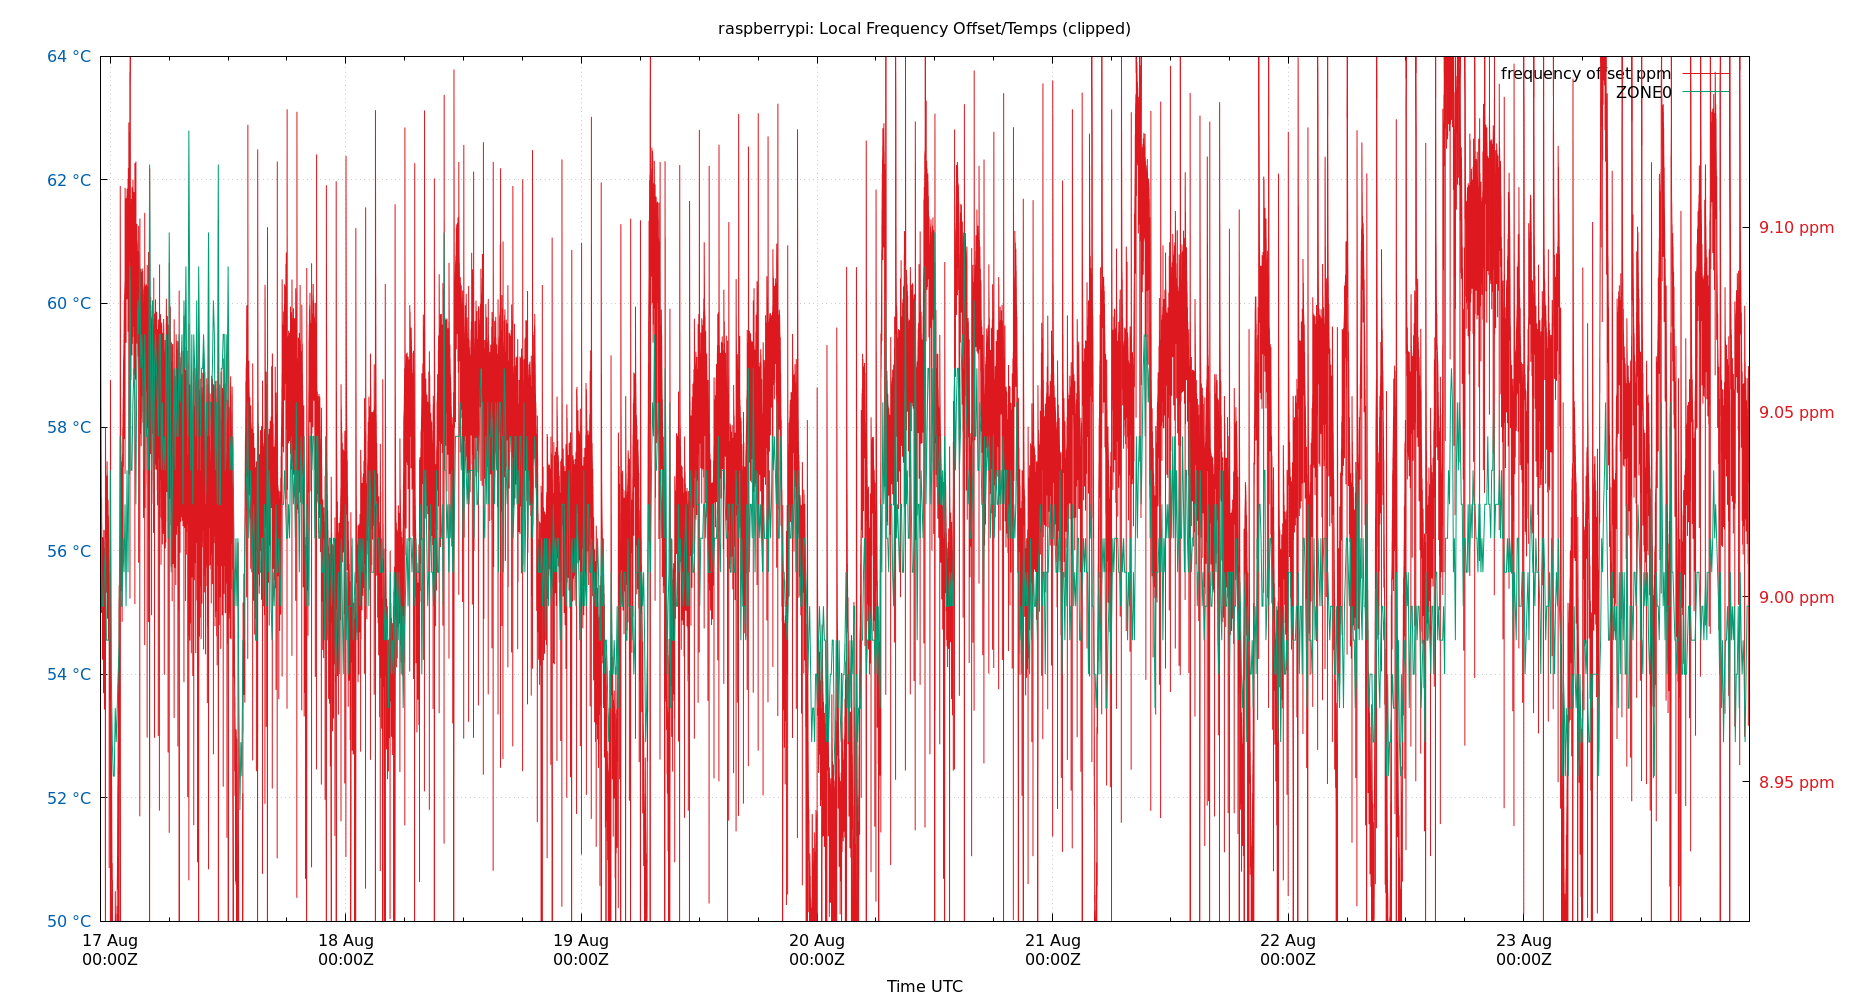 raspberrypi: Local Frequency Offset/Temps (clipped)
64 °C
62 °C
60 °C
58 °C
56 °C
54 °C
52 °C
50 °C
frequency offset ppm
ZONE0
9.10 ppm
9.05 ppm
9.00 ppm
8.95 ppm
17 Aug
00:00Z
18 Aug
00:00Z
19 Aug
00:00Z
20 Aug
00:00Z
21 Aug
00:00Z
22 Aug
00:00Z
23 Aug
00:00Z
Time UTC